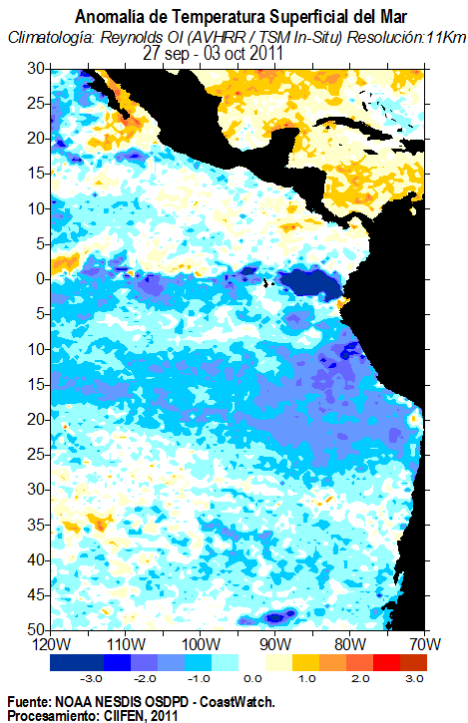 Anomalía de Temperatura Superficial del Mar
Climatología: Reynolds OI (AVHRR / TSM In-Situ) Resolución:11Km
27 sep - 03 oct 2011
30
25
20
15
10
5
0
5
10
15
20
25
30
35
40
45
50
120W 110W 100W 90W 80W 70W
-3.0 -2.0 -1.0 0.0 1.0 2.0 3.0
Fuente: NOAA NESDIS OSDPD - CoastWatch.
Procesamiento: CIIFEN, 2011